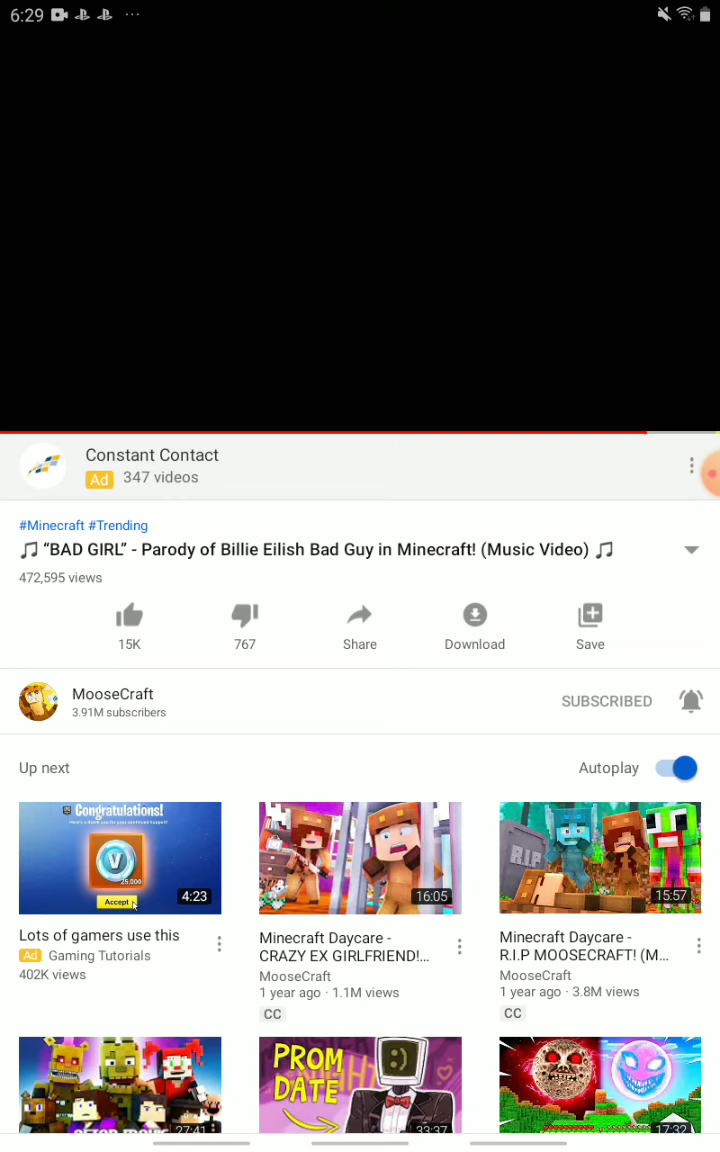 6:29
Constant Contact
Ad 347 videos
#Minecraft #Trending
🎵 “BAD GIRL” - Parody of Billie Eilish Bad Guy in Minecraft! (Music Video) 🎵
472,595 views
15K 767 Share Download Save
MooseCraft
3.91M subscribers
SUBSCRIBED
Up next
Autoplay
Congratulations!
V
25,000
Accept
4:23
R.I.P
16:05
15:57
Lots of gamers use this
Ad Gaming Tutorials
402K views
Minecraft Daycare -
CRAZY EX GIRLFRIEND!...
MooseCraft
1 year ago · 1.1M views
CC
Minecraft Daycare -
R.I.P MOOSECRAFT! (M...
MooseCraft
1 year ago · 3.8M views
CC
27:41
PROM
DATE
33:37
17:32